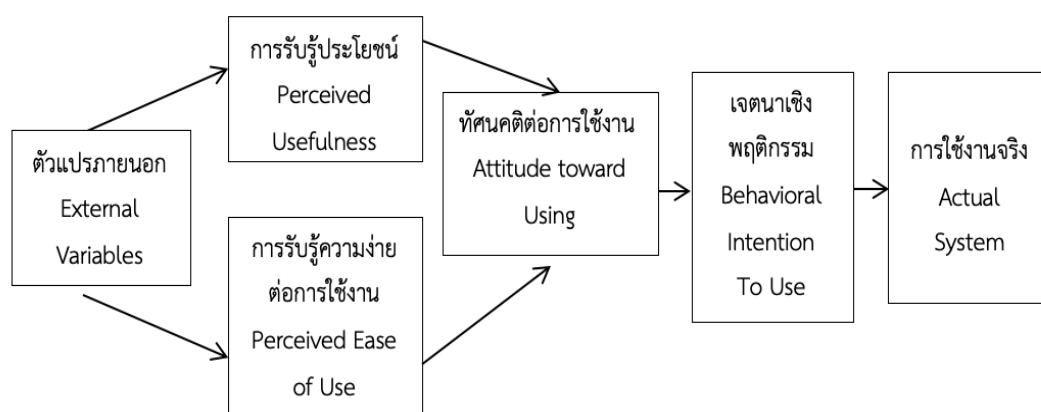 ตัวแปรภายนอก
External
Variables
การรับรู้ประโยชน์
Perceived
Usefulness
การรับรู้ความง่าย
ต่อการใช้งาน
Perceived Ease
of Use
ทัศนคติต่อการใช้งาน
Attitude toward
Using
เจตนาเชิง
พฤติกรรม
Behavioral
Intention
To Use
การใช้งานจริง
Actual
System